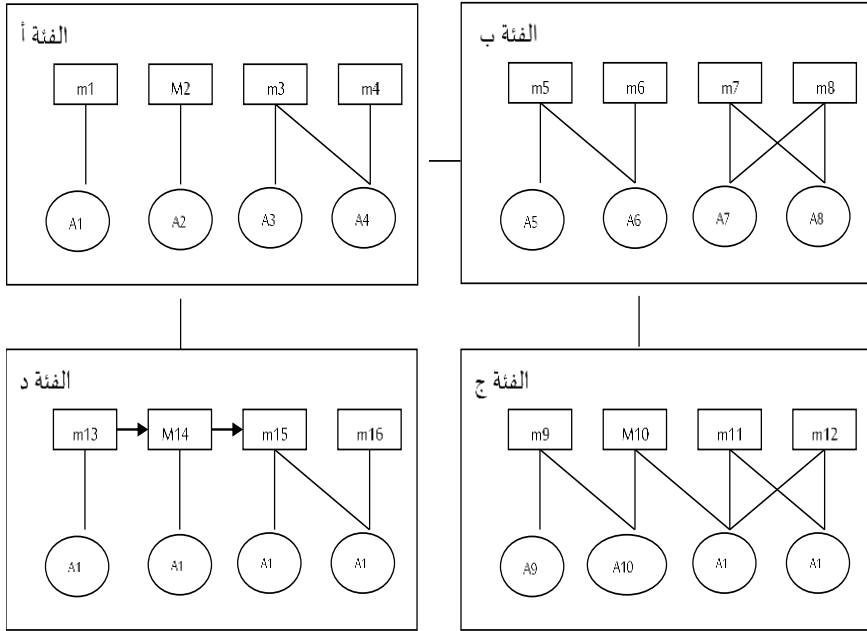 الفئة أ
m1 M2 m3 m4
A1 A2 A3 A4
الفئة ب
m5 m6 m7 m8
A5 A6 A7 A8
الفئة د
m13 M14 m15 m16
A1 A1 A1 A1
الفئة ج
m9 M10 m11 m12
A9 A10 A1 A1